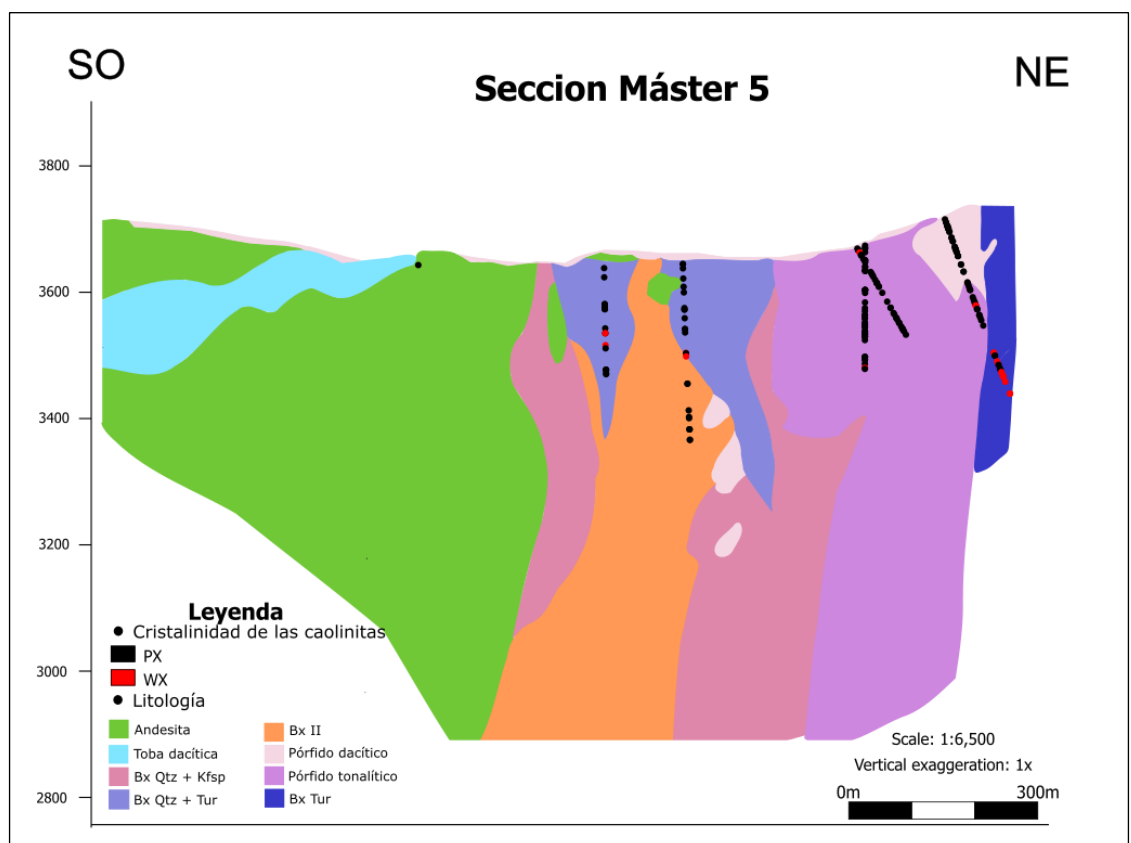 SO
NE
Seccion Máster 5
3800
3600
3400
3200
3000
2800
Leyenda
Cristalinidad de las caolinitas
PX
WX
Litología
Andesita
Toba dacítica
Bx Qtz + Kfsp
Bx Qtz + Tur
Bx II
Pórfido dacítico
Pórfido tonalítico
Bx Tur
Scale: 1:6,500
Vertical exaggeration: 1x
0m 300m